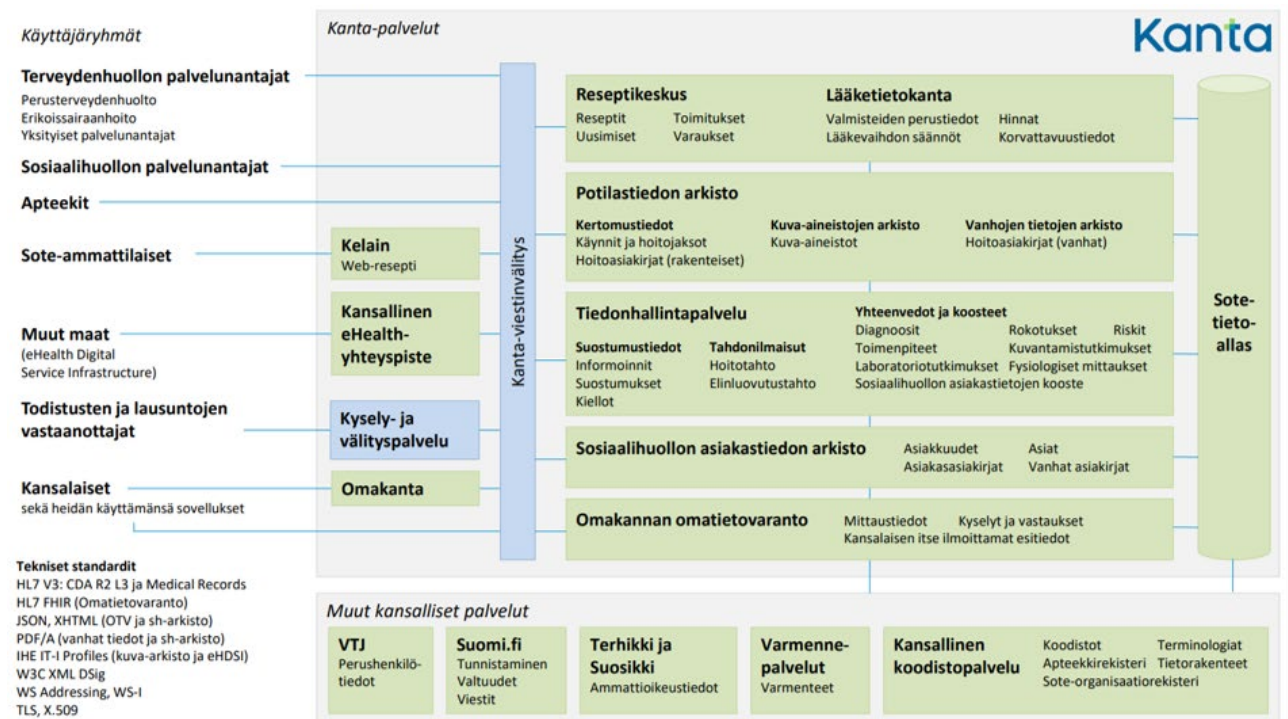 Käyttäjäryhmät
Terveydenhuollon palvelunantajat
Perusterveydenhuolto
Erikoissairaanhoito
Yksityiset palvelunantajat
Sosiaalihuollon palvelunantajat
Apteekit
Sote-ammattilaiset
Muut maat
(eHealth Digital
Service Infrastructure)
Todistusten ja lausuntojen
vastaanottajat
Kansalaiset
sekä heidän käyttämänsä sovellukset
Tekniset standardit
HL7 V3: CDA R2 L3 ja Medical Records
HL7 FHIR (Omatietovaranto)
JSON, XHTML (OTV ja sh-arkisto)
PDF/A (vanhat tiedot ja sh-arkisto)
IHE IT-I Profiles (kuva-arkisto ja eHDSI)
W3C XML DSig
WS Addressing, WS-I
TLS, X.509
Kanta-palvelut
Kanta
Kelain
Web-resepti
Kansallinen
eHealth-
yhteyspiste
Kysely- ja
välityspalvelu
Omakanta
Kanta-viestinvälitys
Reseptikeskus
Reseptit Toimitukset
Uusimiset Varaukset
Lääketietokanta
Valmisteiden perustiedot Hinnat
Lääkevaihdon säännöt Korvattavuustiedot
Potilastiedon arkisto
Kertomustiedot
Käynnit ja hoitojaksot
Hoitoasiakirjat (rakenteiset)
Kuva-aineistojen arkisto
Kuva-aineistot
Vanhojen tietojen arkisto
Hoitoasiakirjat (vanhat)
Tiedonhallintapalvelu
Suostumustiedot
Informoinnit
Suostumukset
Kiellot
Tahdonilmaisut
Hoitotahto
Elinluovutustahto
Yhteenvedot ja koosteet
Diagnoosit Rokotukset Riskit
Toimenpiteet Kuvantamistutkimukset
Laboratoriotutkimukset Fysiologiset mittaukset
Sosiaalihuollon asiakastietojen kooste
Sosiaalihuollon asiakastiedon arkisto
Asiakkuudet Asiat
Asiakasasiakirjat Vanhat asiakirjat
Omakannan omatietovaranto
Mittaustiedot Kyselyt ja vastaukset
Kansalaisen itse ilmoittamat esitiedot
Sote-
tieto-
allas
Muut kansalliset palvelut
VTJ
Perushenkilö-
tiedot
Suomi.fi
Tunnistaminen
Valtuudet
Viestit
Terhikki ja
Suosikki
Ammattioikeustiedot
Varmenne-
palvelut
Varmenteet
Kansallinen
koodistopalvelu
Koodistot Terminologiat
Apteekkirekisteri Tietorakenteet
Sote-organisaatiorekisteri